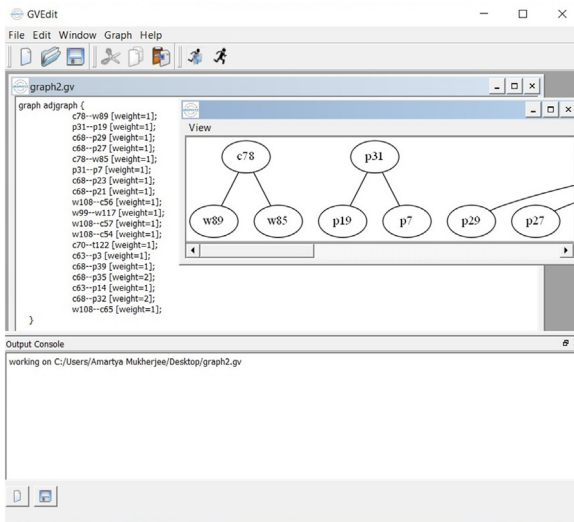 GVEdit
File Edit Window Graph Help
graph2.gv
graph adjgraph {
c78--w89 [weight=1];
p31--p19 [weight=1];
c68--p29 [weight=1];
c68--p27 [weight=1];
c78--w85 [weight=1];
p31--p7 [weight=1];
c68--p23 [weight=1];
c68--p21 [weight=1];
w108--c56 [weight=1];
w99--w117 [weight=1];
w108--c57 [weight=1];
w108--c54 [weight=1];
c70--t122 [weight=1];
c63--p3 [weight=1];
c68--p39 [weight=1];
c68--p35 [weight=2];
c63--p14 [weight=1];
c68--p32 [weight=2];
w108--c65 [weight=1];
}
View
c78 p31
w89 w85 p19 p7 p29 p27
Output Console
working on C:/Users/Amartya Mukherjee/Desktop/graph2.gv